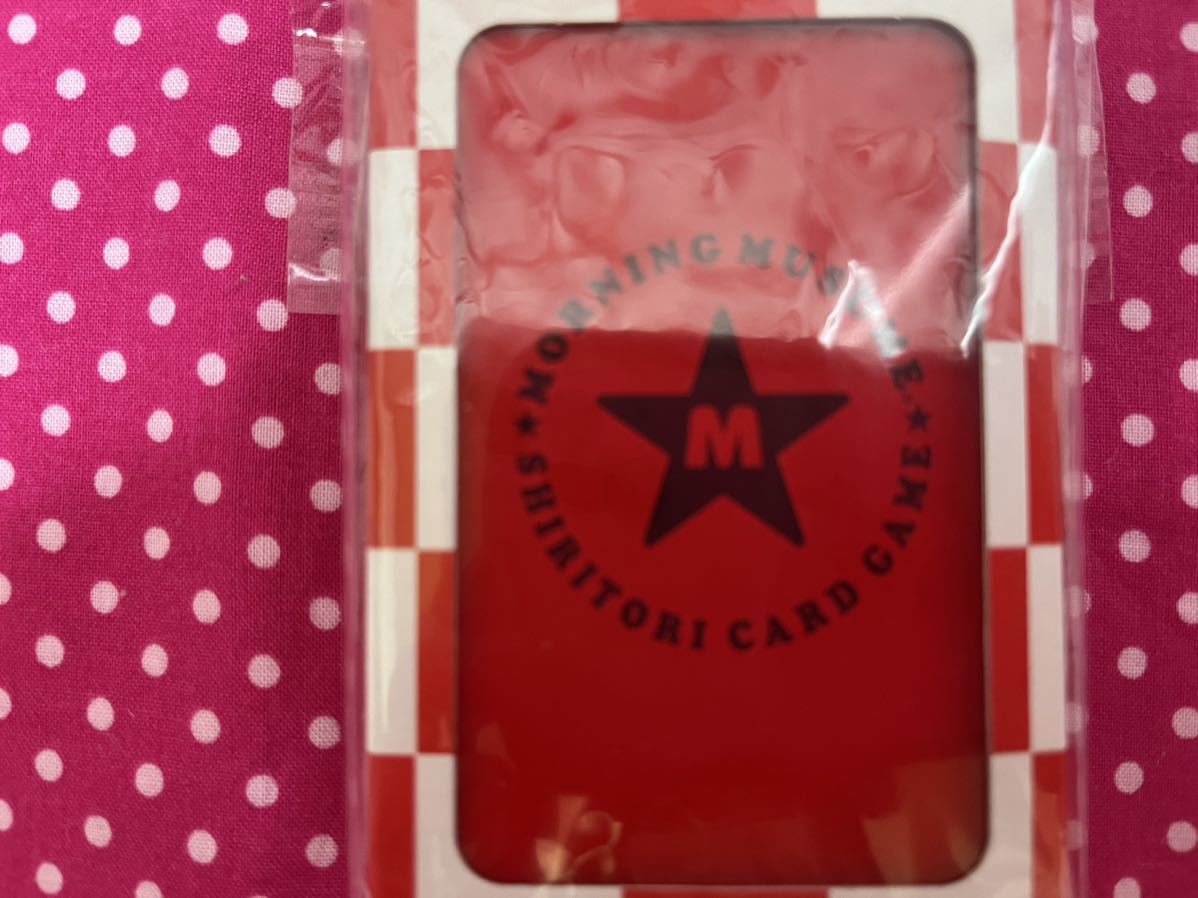 MORNING MUSUME
★ SHIRITORI CARD GAME ★
M